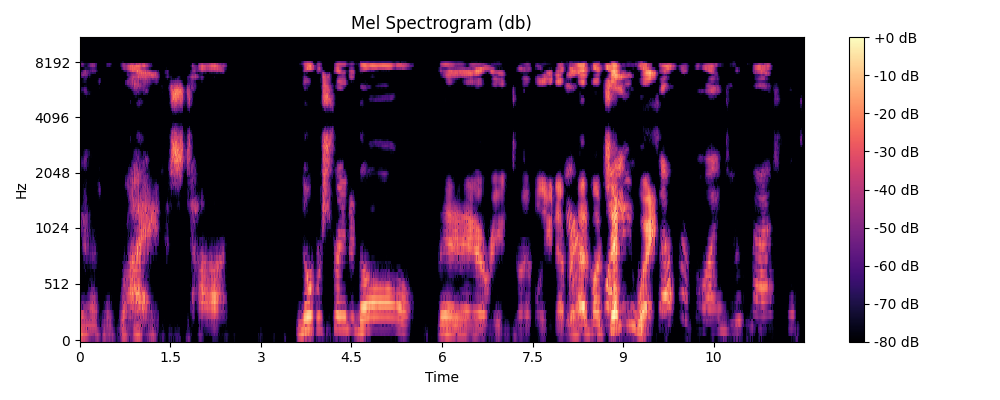 Mel Spectrogram (db)
Hz
8192
4096
2048
1024
512
0
0 1.5 3 4.5 6 7.5 9 10
Time
+0 dB
-10 dB
-20 dB
-30 dB
-40 dB
-50 dB
-60 dB
-70 dB
-80 dB